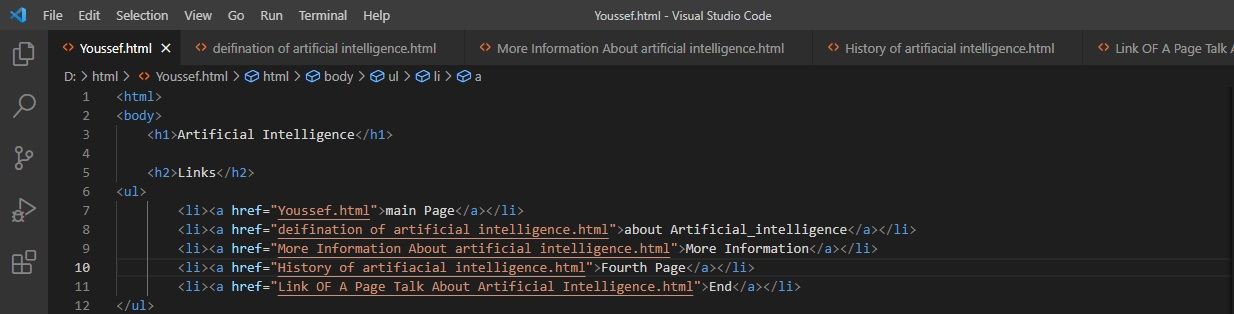 File Edit Selection View Go Run Terminal Help Youssef.html - Visual Studio Code
Youssef.html deifination of artificial intelligence.html More Information About artificial intelligence.html History of artifiacial intelligence.html Link OF A Page Talk
D: > html > Youssef.html > html > body > ul > li > a
1 <html>
2 <body>
3 <h1>Artificial Intelligence</h1>
4
5 <h2>Links</h2>
6 <ul>
7 <li><a href="Youssef.html">main Page</a></li>
8 <li><a href="deifination of artificial intelligence.html">about Artificial_intelligence</a></li>
9 <li><a href="More Information About artificial intelligence.html">More Information</a></li>
10 <li><a href="History of artifiacial intelligence.html">Fourth Page</a></li>
11 <li><a href="Link OF A Page Talk About Artificial Intelligence.html">End</a></li>
12 </ul>